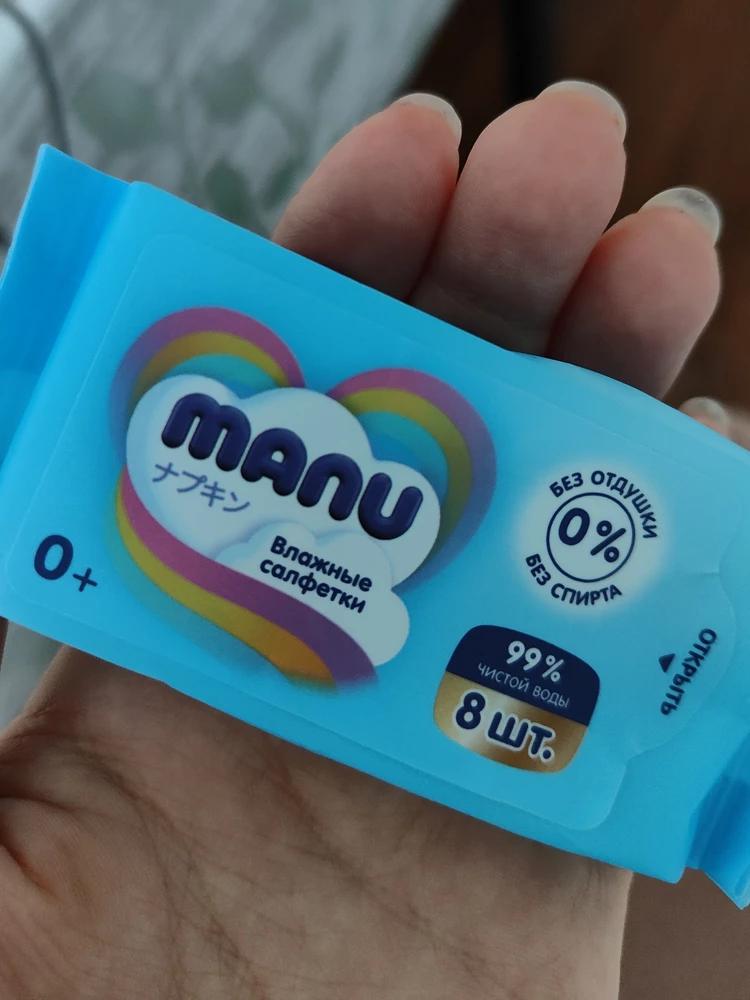 manu
ナプキン
Влажные
салфетки
0+
БЕЗ ОТДУШКИ
0%
БЕЗ СПИРТА
99%
ЧИСТОЙ ВОДЫ
8 шт.
ОТКРЫТЬ